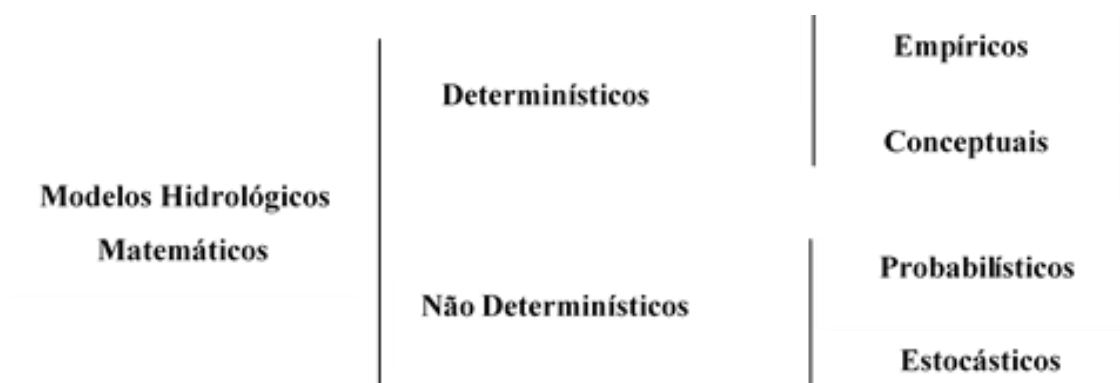 Modelos Hidrológicos
Matemáticos
Determinísticos
Empíricos
Conceptuais
Não Determinísticos
Probabilísticos
Estocásticos